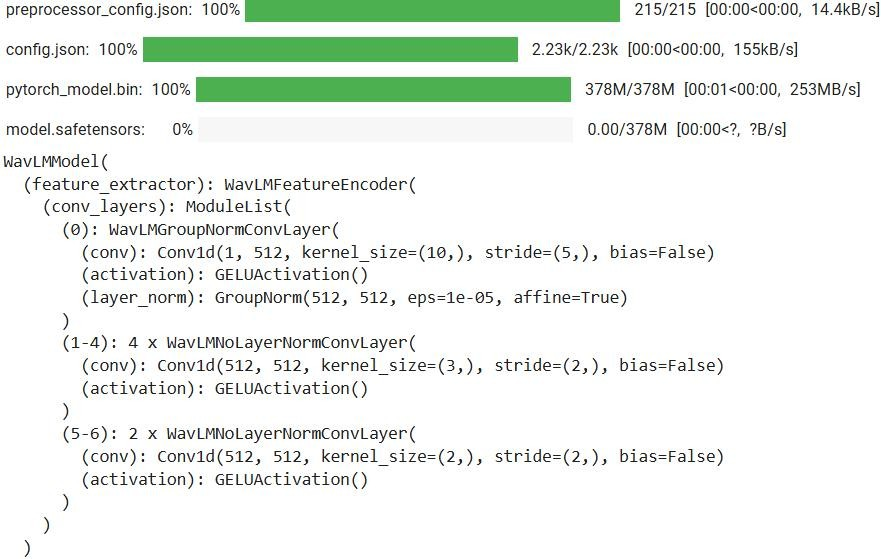 preprocessor_config.json: 100% 215/215 [00:00<00:00, 14.4kB/s]
config.json: 100% 2.23k/2.23k [00:00<00:00, 155kB/s]
pytorch_model.bin: 100% 378M/378M [00:01<00:00, 253MB/s]
model.safetensors: 0% 0.00/378M [00:00<?, ?B/s]
WavLMModel(
  (feature_extractor): WavLMFeatureEncoder(
    (conv_layers): ModuleList(
      (0): WavLMGroupNormConvLayer(
        (conv): Conv1d(1, 512, kernel_size=(10,), stride=(5,), bias=False)
        (activation): GELUActivation()
        (layer_norm): GroupNorm(512, 512, eps=1e-05, affine=True)
      )
      (1-4): 4 x WavLMNoLayerNormConvLayer(
        (conv): Conv1d(512, 512, kernel_size=(3,), stride=(2,), bias=False)
        (activation): GELUActivation()
      )
      (5-6): 2 x WavLMNoLayerNormConvLayer(
        (conv): Conv1d(512, 512, kernel_size=(2,), stride=(2,), bias=False)
        (activation): GELUActivation()
      )
    )
  )